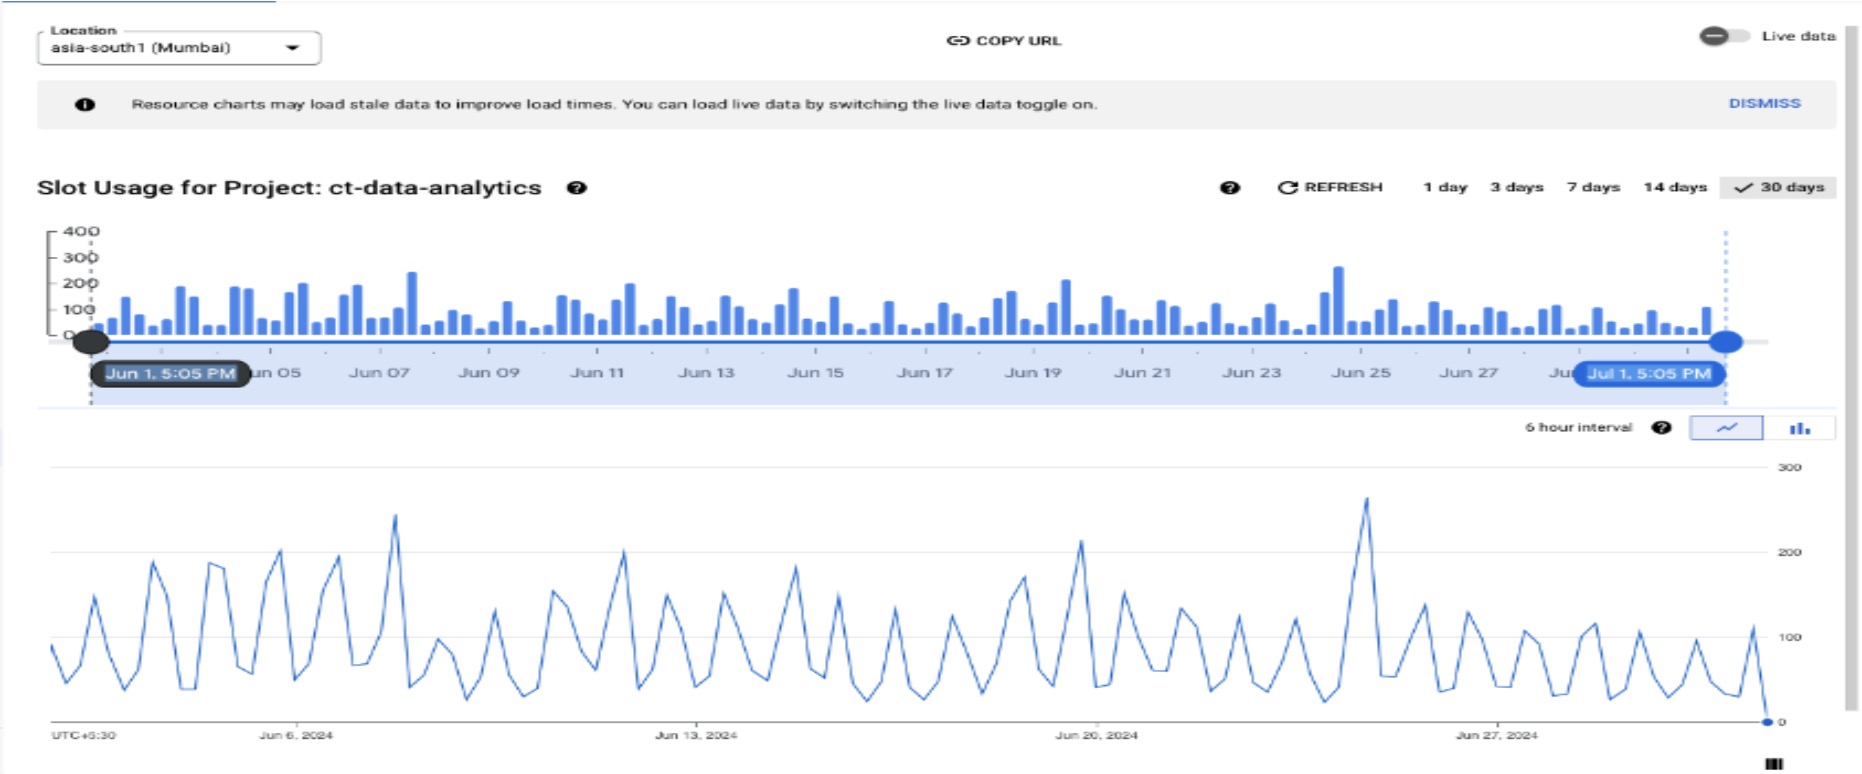 Location
asia-south1 (Mumbai)
COPY URL
Live data
Resource charts may load stale data to improve load times. You can load live data by switching the live data toggle on.
DISMISS
Slot Usage for Project: ct-data-analytics
REFRESH 1 day 3 days 7 days 14 days 30 days
400
300
200
100
0
Jun 1, 5:05 PM un 05 Jun 07 Jun 09 Jun 11 Jun 13 Jun 15 Jun 17 Jun 19 Jun 21 Jun 23 Jun 25 Jun 27 Ju Jul 1, 5:05 PM
6 hour interval
300
200
100
0
UTC+5:30 Jun 6, 2024 Jun 13, 2024 Jun 20, 2024 Jun 27, 2024